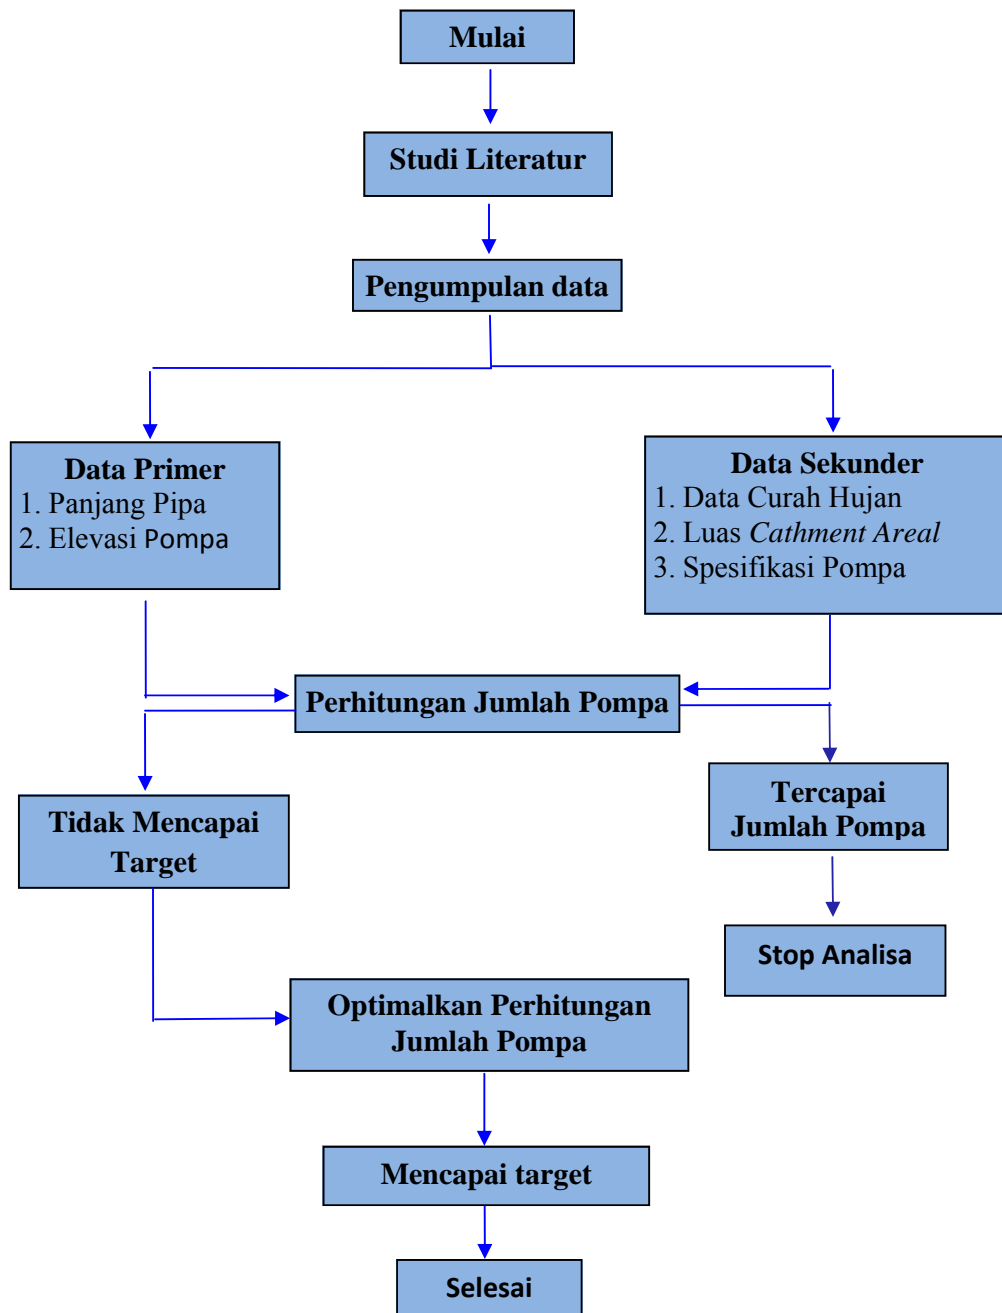 Mulai
Studi Literatur
Pengumpulan data
Data Primer
1. Panjang Pipa
2. Elevasi Pompa
Data Sekunder
1. Data Curah Hujan
2. Luas Cathment Areal
3. Spesifikasi Pompa
Perhitungan Jumlah Pompa
Tidak Mencapai
Target
Tercapai
Jumlah Pompa
Stop Analisa
Optimalkan Perhitungan
Jumlah Pompa
Mencapai target
Selesai